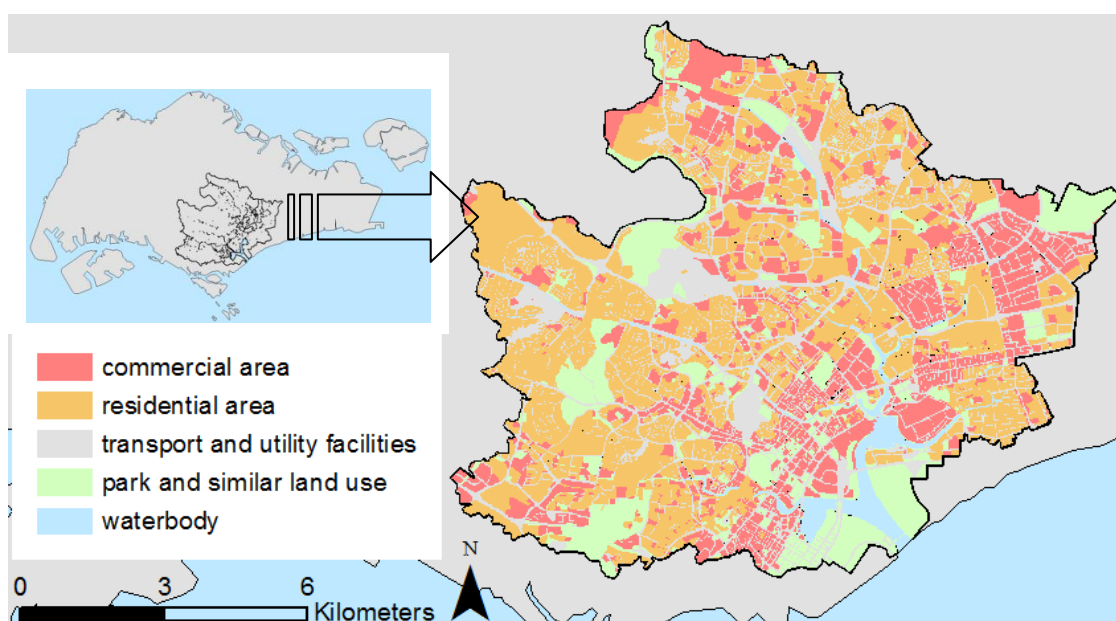 commercial area
residential area
transport and utility facilities
park and similar land use
waterbody
N
0 3 6
Kilometers